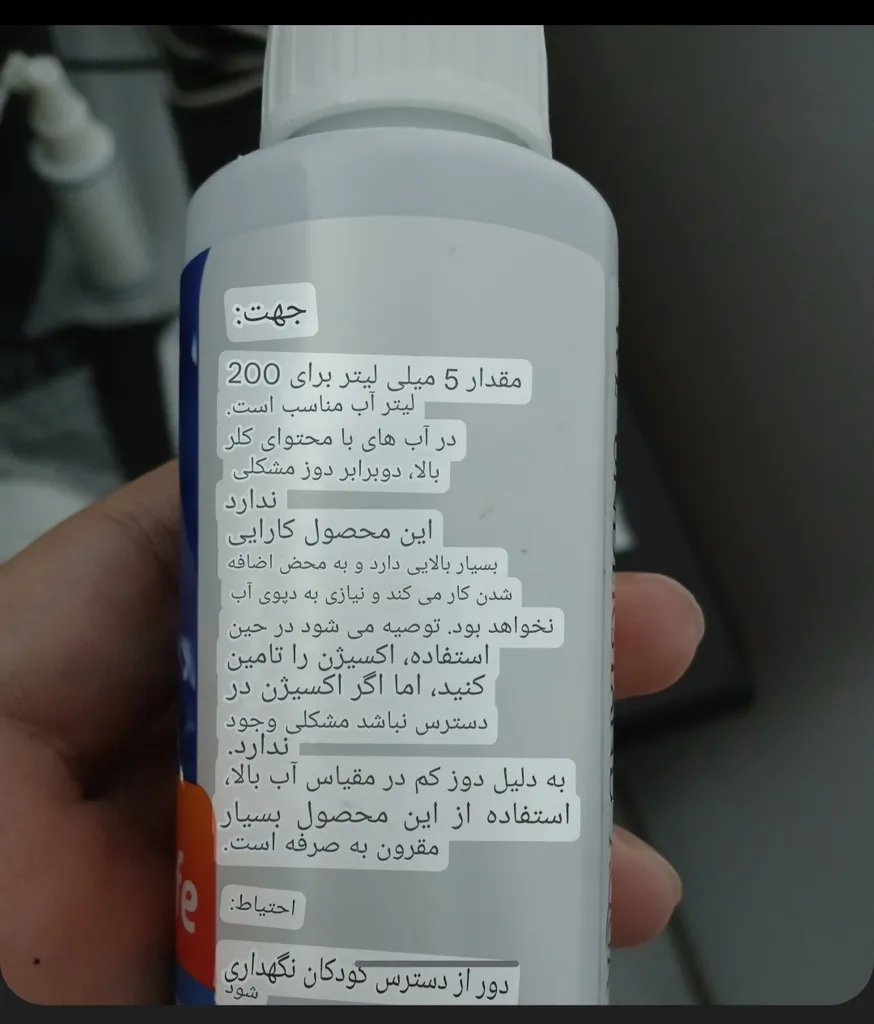 جهت:
مقدار 5 میلی لیتر برای 200
لیتر آب مناسب است.
در آب های با محتوای کلر
بالا، دوبرابر دوز مشکلی
ندارد
این محصول کارایی
بسیار بالایی دارد و به محض اضافه
شدن کار می کند و نیازی به دپوی آب
نخواهد بود. توصیه می شود در حین
استفاده، اکسیژن را تامین
کنید، اما اگر اکسیژن در
دسترس نباشد مشکلی وجود
ندارد.
به دلیل دوز کم در مقیاس آب بالا،
استفاده از این محصول بسیار
مقرون به صرفه است.
احتیاط:
دور از دسترس کودکان نگهداری
شود
fe